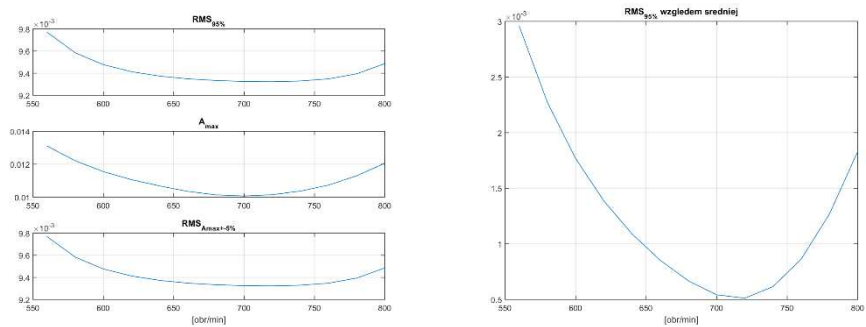 RMS95%
×10-3
9.8
9.6
9.4
9.2
550 600 650 700 750 800
Amax
0.014
0.012
0.01
550 600 650 700 750 800
RMSAmax+-5%
×10-3
9.8
9.6
9.4
9.2
550 600 650 700 750 800
[obr/min]
RMS95% wzgledem sredniej
×10-3
3
2.5
2
1.5
1
0.5
550 600 650 700 750 800
[obr/min]